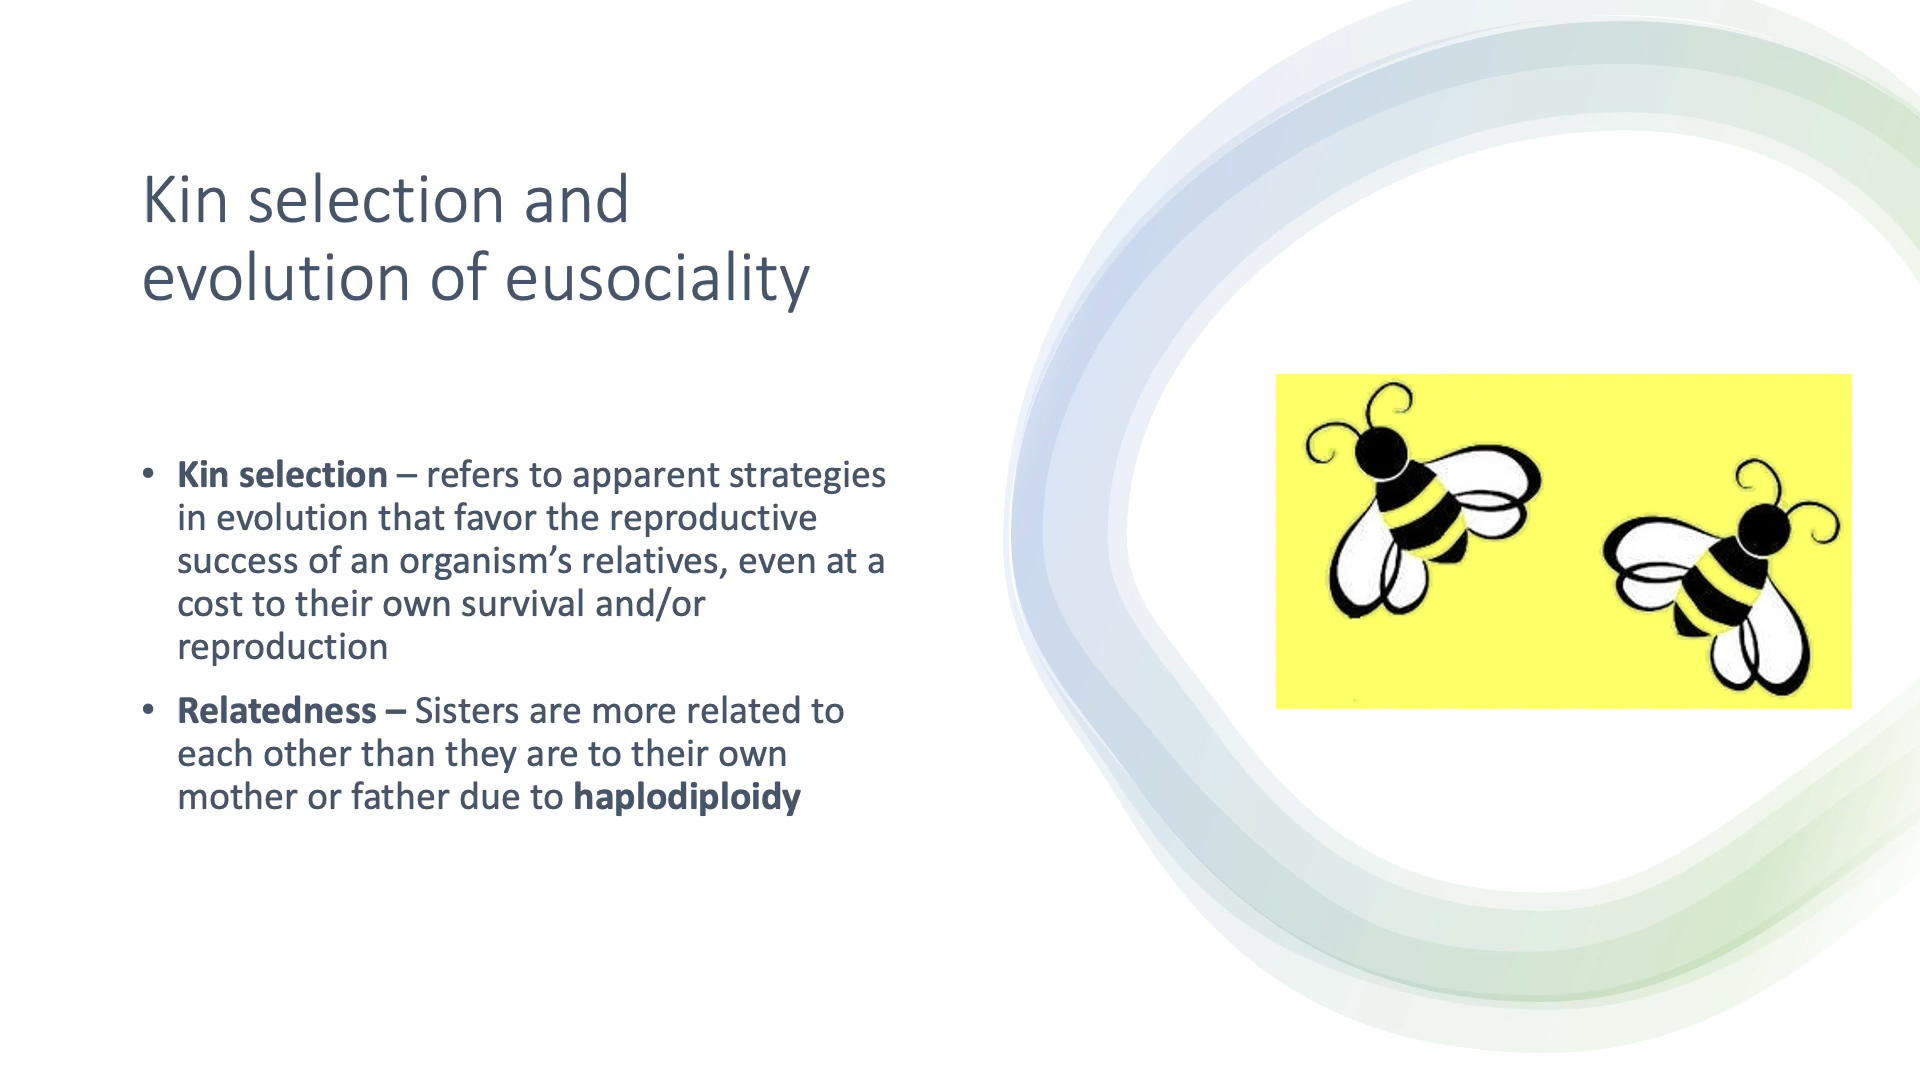 Kin selection and
evolution of eusociality
• Kin selection – refers to apparent strategies
in evolution that favor the reproductive
success of an organism’s relatives, even at a
cost to their own survival and/or
reproduction
• Relatedness – Sisters are more related to
each other than they are to their own
mother or father due to haplodiploidy